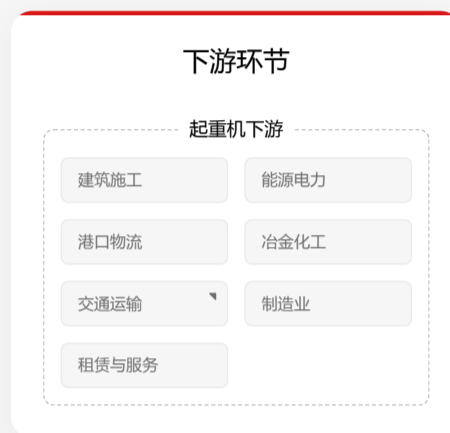 下游环节
起重机下游
建筑施工
能源电力
港口物流
冶金化工
交通运输
制造业
租赁与服务